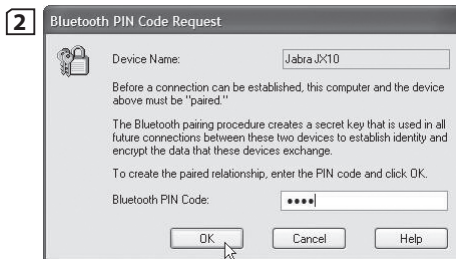 2
Bluetooth PIN Code Request
Device Name: Jabra JX10
Before a connection can be established, this computer and the device
above must be "paired."
The Bluetooth pairing procedure creates a secret key that is used in all
future connections between these two devices to establish identity and
encrypt the data that these devices exchange.
To create the paired relationship, enter the PIN code and click OK.
Bluetooth PIN Code: ••••
OK Cancel Help